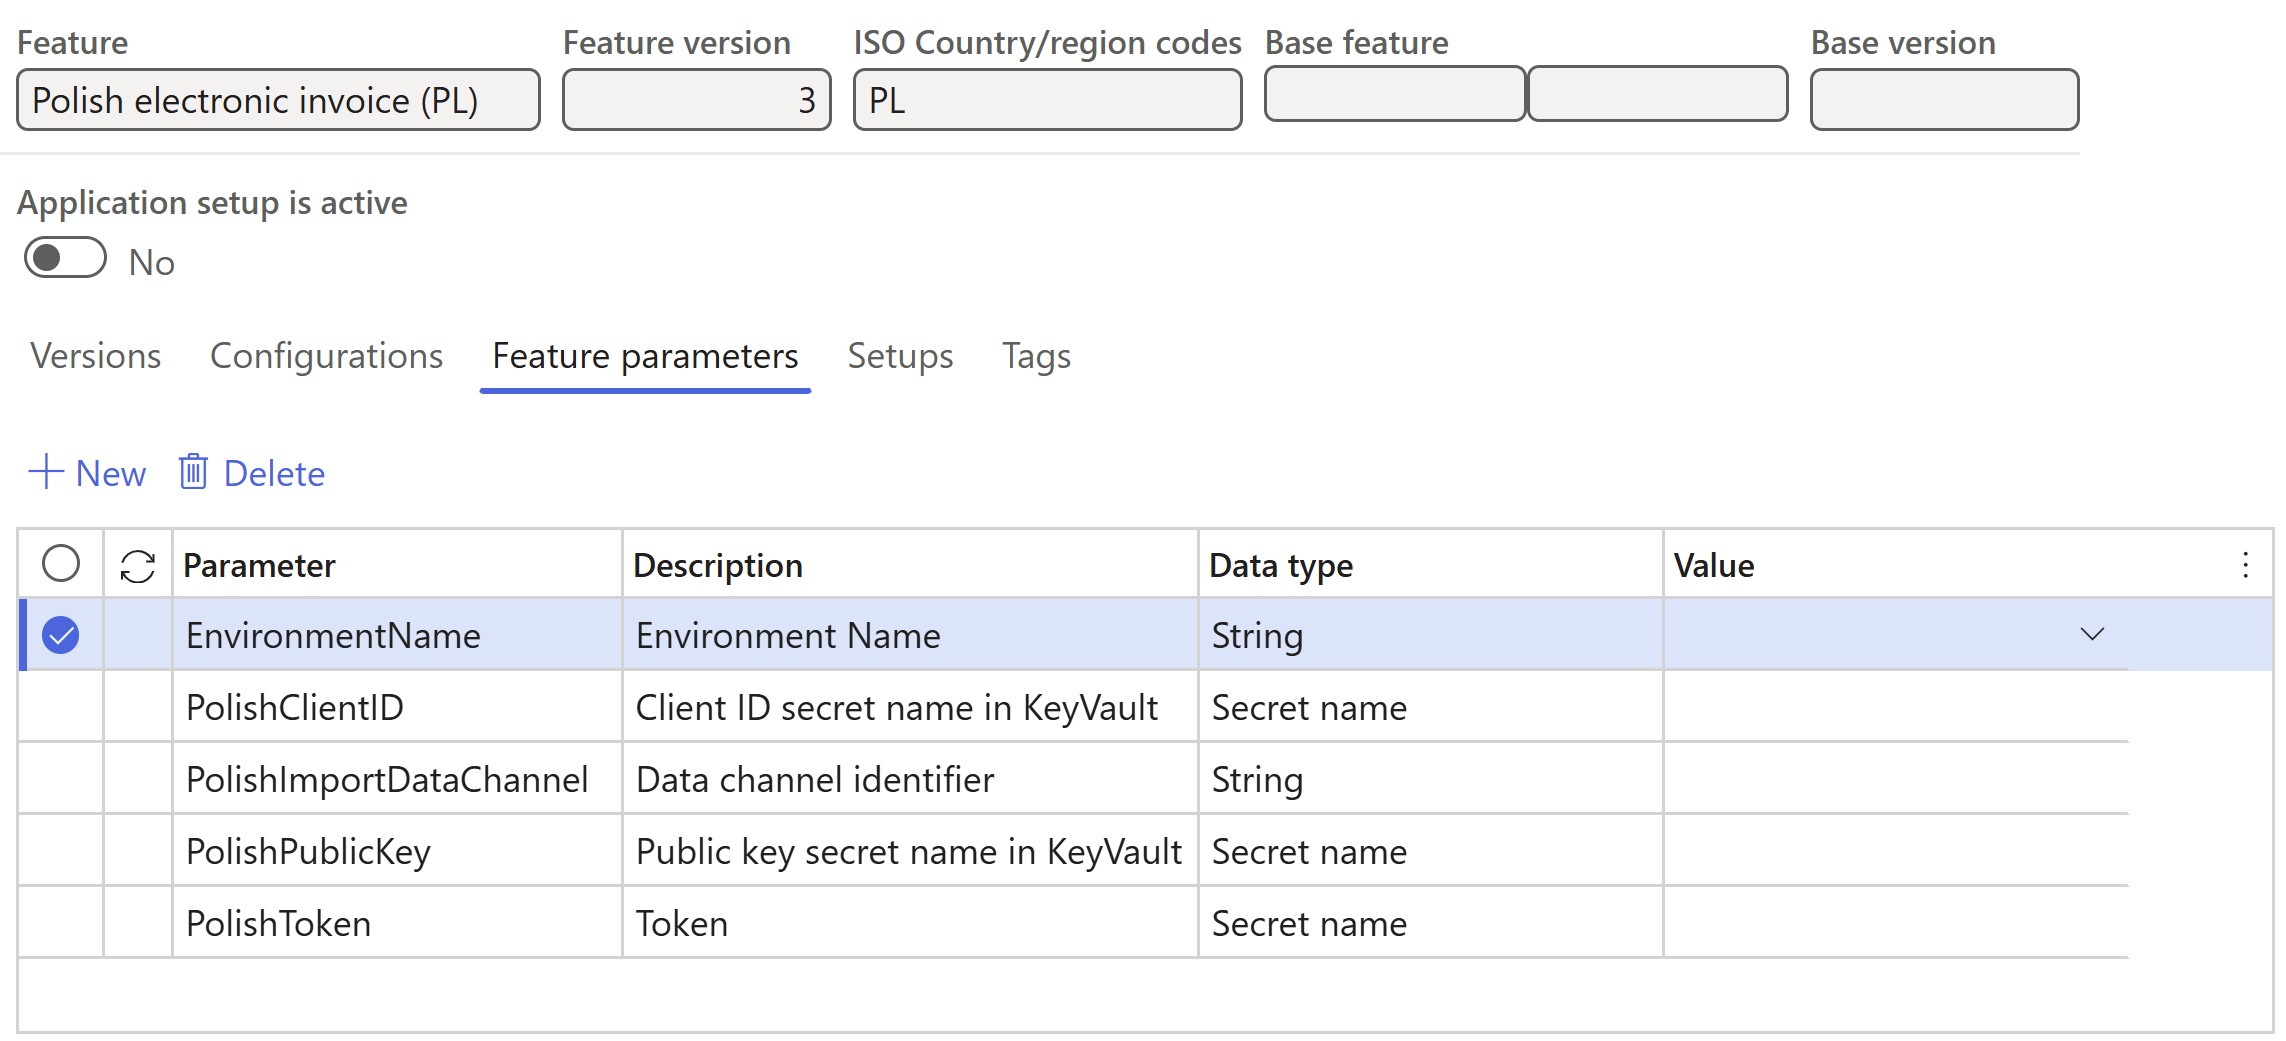 Feature Feature version ISO Country/region codes Base feature Base version
Polish electronic invoice (PL) 3 PL
Application setup is active
No
Versions Configurations Feature parameters Setups Tags
New Delete
Parameter Description Data type Value
EnvironmentName Environment Name String
PolishClientID Client ID secret name in KeyVault Secret name
PolishImportDataChannel Data channel identifier String
PolishPublicKey Public key secret name in KeyVault Secret name
PolishToken Token Secret name